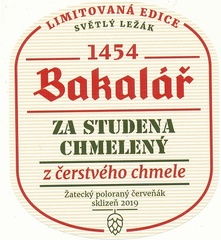 LIMITOVANÁ EDICE
SVĚTLÝ LEŽÁK
1454
Bakalář
ZA STUDENA
CHMELENÝ
z čerstvého chmele
Žatecký poloraný červeňák
sklizeň 2019